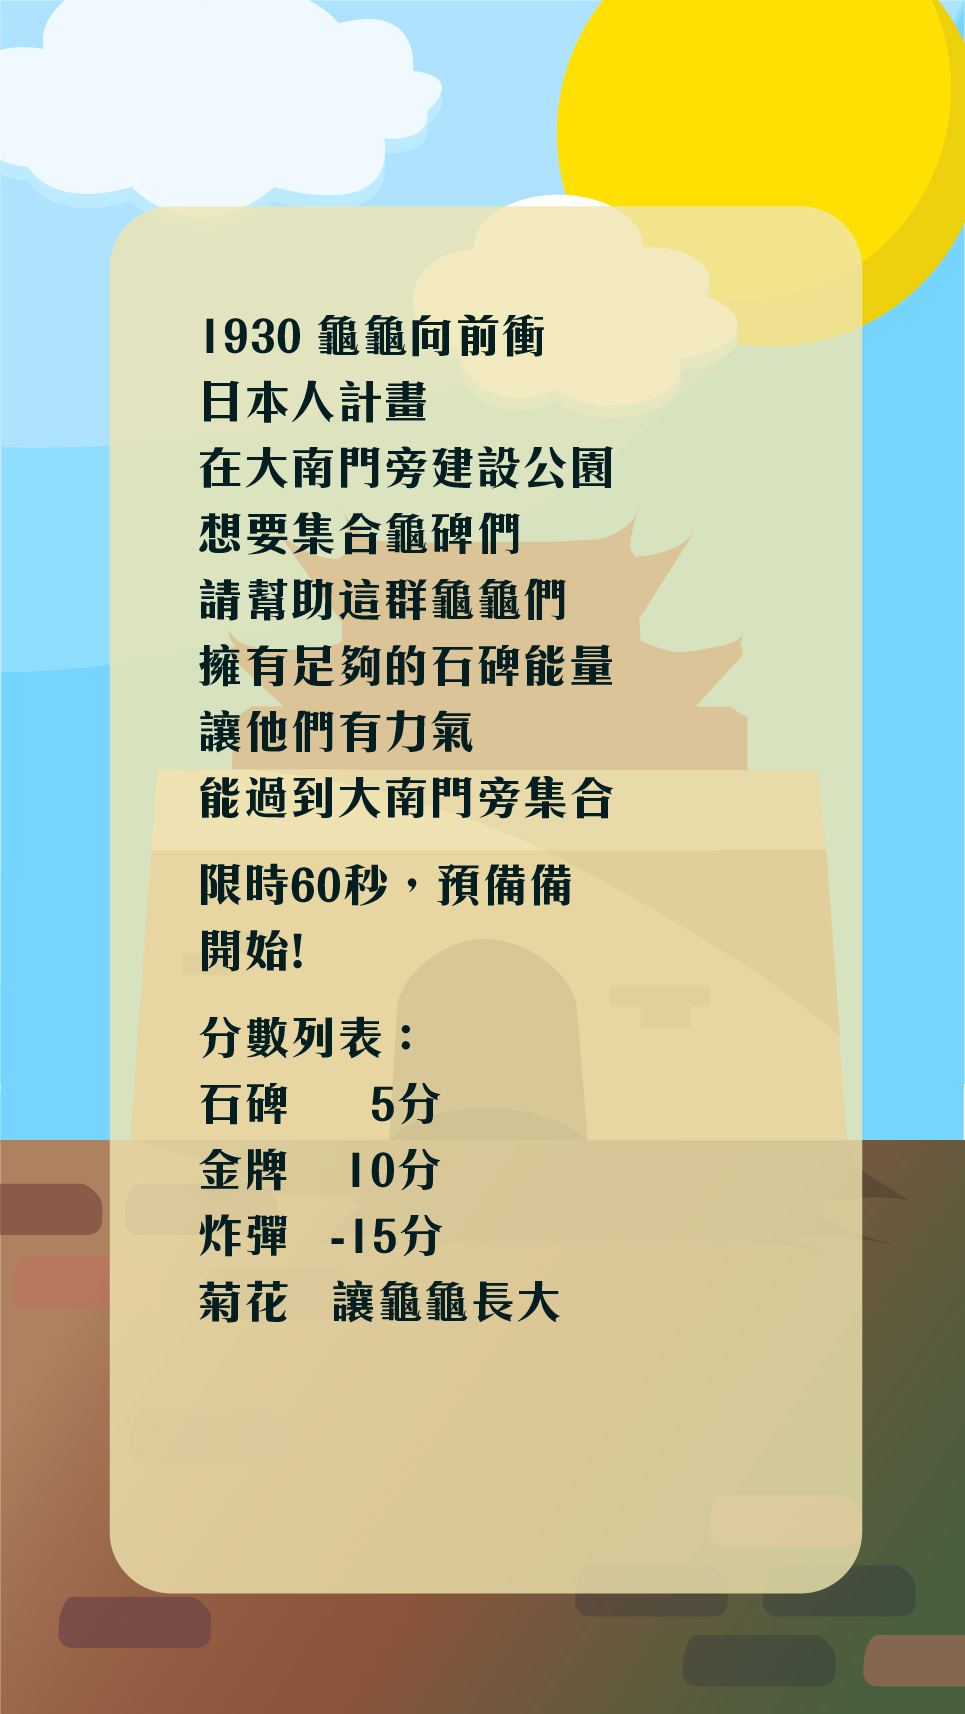 1930 龜龜向前衝
日本人計畫
在大南門旁建設公園
想要集合龜碑們
請幫助這群龜龜們
擁有足夠的石碑能量
讓他們有力氣
能過到大南門旁集合
限時60秒，預備備
開始!
分數列表：
石碑 5分
金牌 10分
炸彈 -15分
菊花 讓龜龜長大